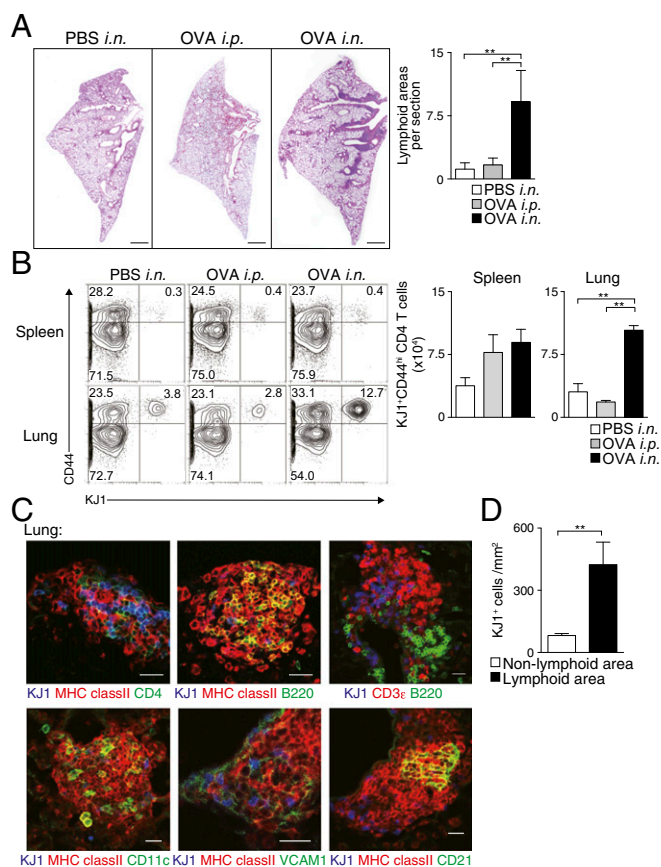 A
PBS i.n.
OVA i.p.
OVA i.n.
Lymphoid areas
per section
15
7.5
0
**
**
PBS i.n.
OVA i.p.
OVA i.n.
B
PBS i.n.
OVA i.p.
OVA i.n.
Spleen
28.2
0.3
24.5
0.4
23.7
0.4
71.5
75.0
75.9
Lung
23.5
3.8
23.1
2.8
33.1
12.7
72.7
74.1
54.0
CD44
KJ1
Spleen
Lung
KJ1⁺CD44ʰⁱ CD4 T cells
(x10⁴)
15
7.5
0
15
7.5
0
**
**
PBS i.n.
OVA i.p.
OVA i.n.
C
Lung:
KJ1 MHC classII CD4
KJ1 MHC classII B220
KJ1 CD3ε B220
KJ1 MHC classII CD11c
KJ1 MHC classII VCAM1
KJ1 MHC classII CD21
D
KJ1⁺ cells /mm²
600
300
0
**
Non-lymphoid area
Lymphoid area